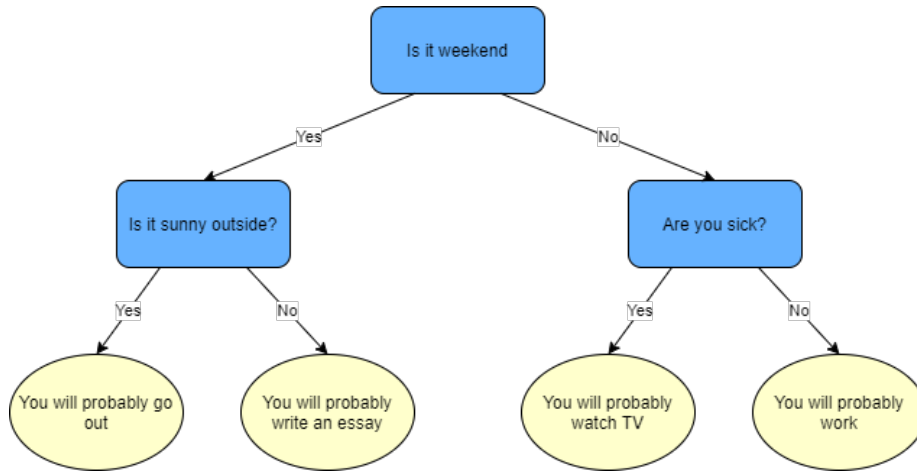 Is it weekend
Yes
No
Is it sunny outside?
Are you sick?
Yes
No
Yes
No
You will probably go
out
You will probably
write an essay
You will probably
watch TV
You will probably
work